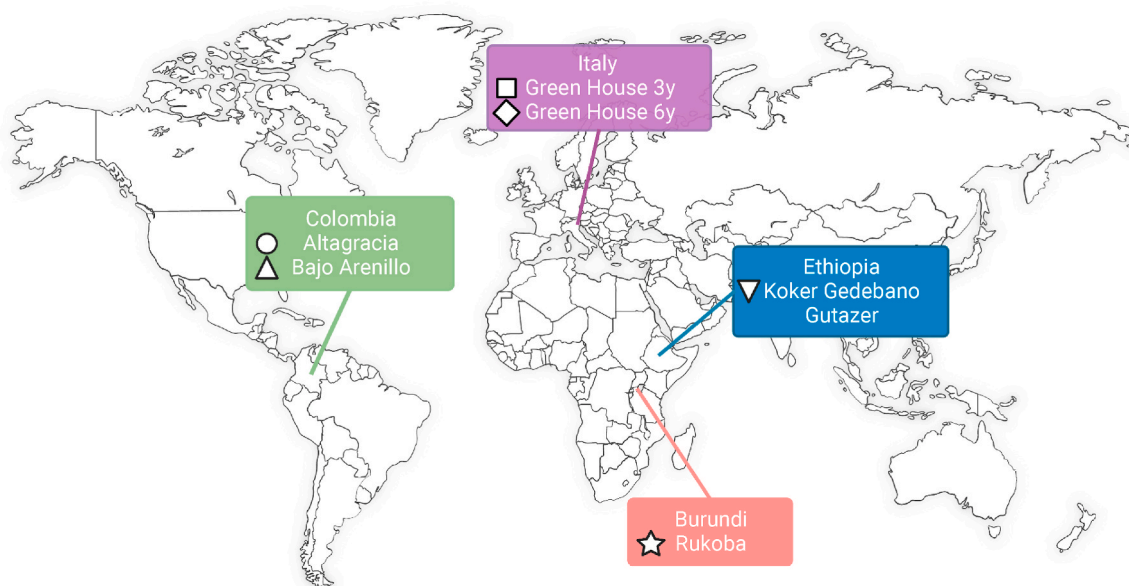 Italy
Green House 3y
Green House 6y
Colombia
Altagracia
Bajo Arenillo
Ethiopia
Koker Gedebano
Gutazer
Burundi
Rukoba